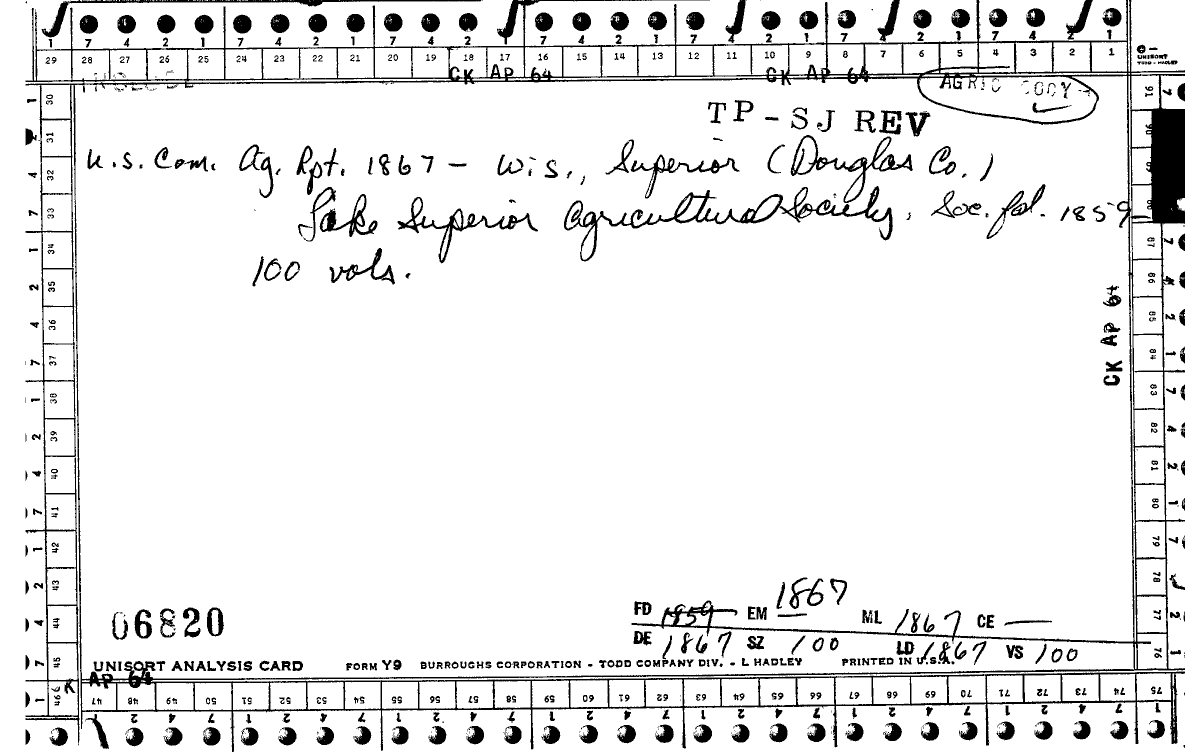 7 4 2 1 7 4 2 1 7 4 2 1 7 4 2 1 7 4 2 1 7 4 2 1 7 4 2 1
29 28 27 26 25 24 23 22 21 20 19 18 17 16 15 14 13 12 11 10 9 8 7 6 5 4 3 2 1
UNISORT
TODD - HADLEY
CK AP 64 CK AP 64 AGRIC
TP - SJ REV
U.S. Com. Ag. Rpt. 1867 - Wis., Superior (Douglas Co.)
Lake Superior Agricultural Society. Soc. fd. 1859
100 vols.
CK AP 64
30 31 32 33 34 35 36 37 38 39 40 41 42 43 44 45 46
91 90 87 86 85 84 83 82 81 80 79 78 77 76
06820
FD 1859 EM 1867 ML 1867 CE —
DE 1867 SZ 100 LD 1867 VS 100
UNISORT ANALYSIS CARD FORM Y9 BURROUGHS CORPORATION - TODD COMPANY DIV. - L HADLEY PRINTED IN U.S.A.
AP 64
47 48 49 50 51 52 53 54 55 56 57 58 59 60 61 62 63 64 65 66 67 68 69 70 71 72 73 74 75